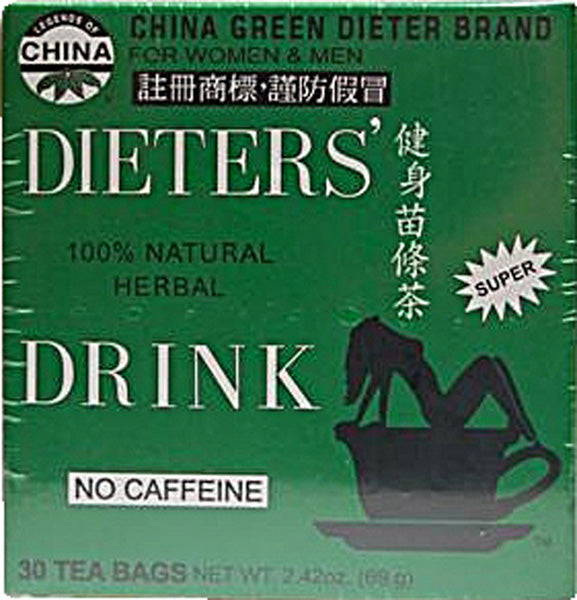 LEGENDS OF
CHINA
CHINA GREEN DIETER BRAND
FOR WOMEN & MEN
註冊商標,謹防假冒
DIETERS'
健身苗條茶
100% NATURAL
HERBAL
SUPER
DRINK
NO CAFFEINE
30 TEA BAGS NET WT. 2.42oz. (69 g)
TM